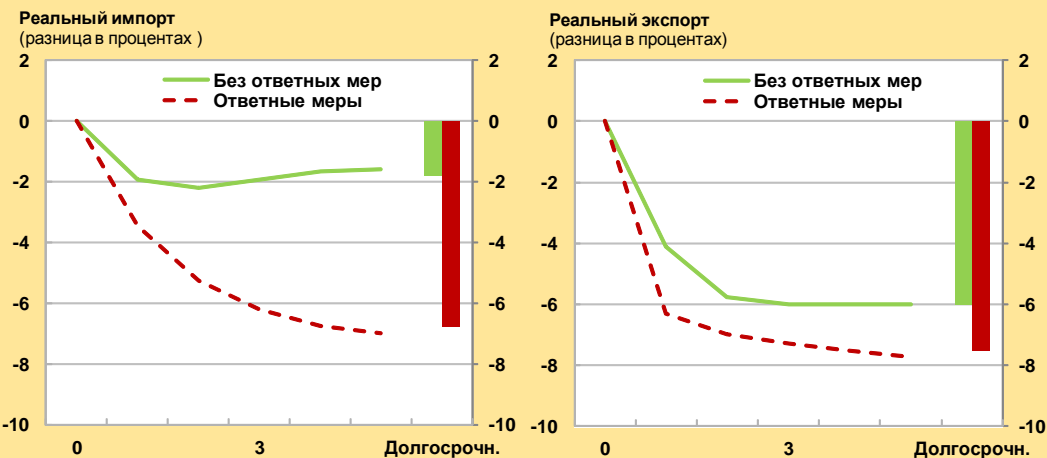 Реальный импорт
(разница в процентах )
2
0
-2
-4
-6
-8
-10
Без ответных мер
Ответные меры
2
0
-2
-4
-6
-8
-10
0 3 Долгосрочн.
Реальный экспорт
(разница в процентах)
2
0
-2
-4
-6
-8
-10
Без ответных мер
Ответные меры
2
0
-2
-4
-6
-8
-10
0 3 Долгосрочн.